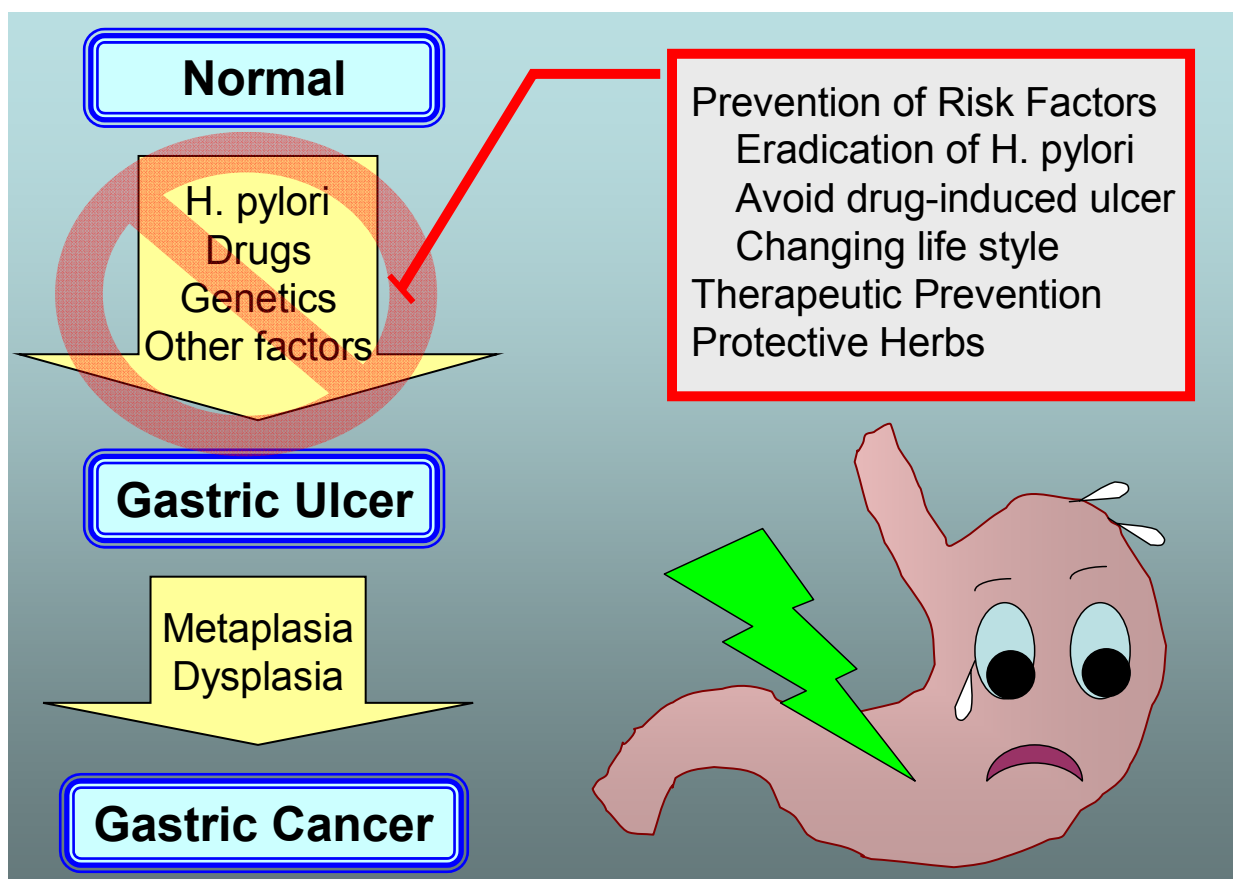 Normal
H. pylori
Drugs
Genetics
Other factors
Gastric Ulcer
Metaplasia
Dysplasia
Gastric Cancer
Prevention of Risk Factors
Eradication of H. pylori
Avoid drug-induced ulcer
Changing life style
Therapeutic Prevention
Protective Herbs